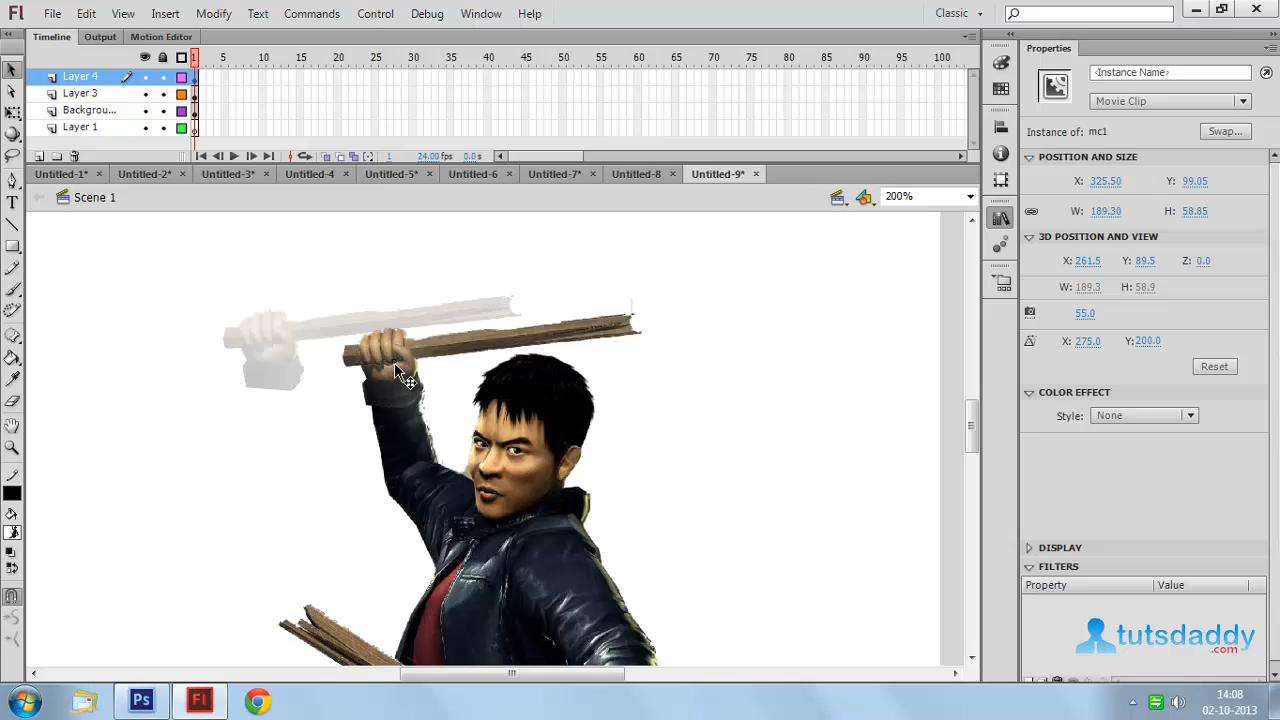 Fl File Edit View Insert Modify Text Commands Control Debug Window Help Classic
Timeline Output Motion Editor Properties
1 5 10 15 20 25 30 35 40 45 50 55 60 65 70 75 80 85 90 95 100
Layer 4
Layer 3
Backgrou...
Layer 1
1 24.00fps 0.0s
Untitled-1* Untitled-2* Untitled-3* Untitled-4 Untitled-5* Untitled-6 Untitled-7* Untitled-8 Untitled-9*
Scene 1 200%
<Instance Name>
Movie Clip
Instance of: mc1 Swap...
POSITION AND SIZE
X: 325.50 Y: 99.05
W: 189.30 H: 58.85
3D POSITION AND VIEW
X: 261.5 Y: 89.5 Z: 0.0
W: 189.3 H: 58.9
55.0
X: 275.0 Y: 200.0
Reset
COLOR EFFECT
Style: None
DISPLAY
FILTERS
Property Value
tutsdaddy
.com
Ps Fl
14:08
02-10-2013